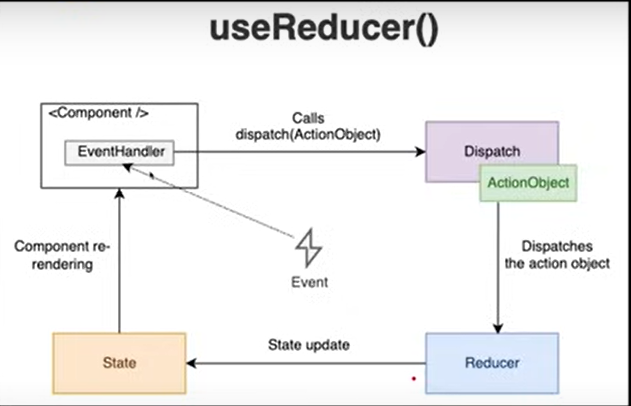 useReducer()
<Component />
EventHandler
Calls
dispatch(ActionObject)
Dispatch
ActionObject
Component re-
rendering
Event
Dispatches
the action object
State
State update
Reducer